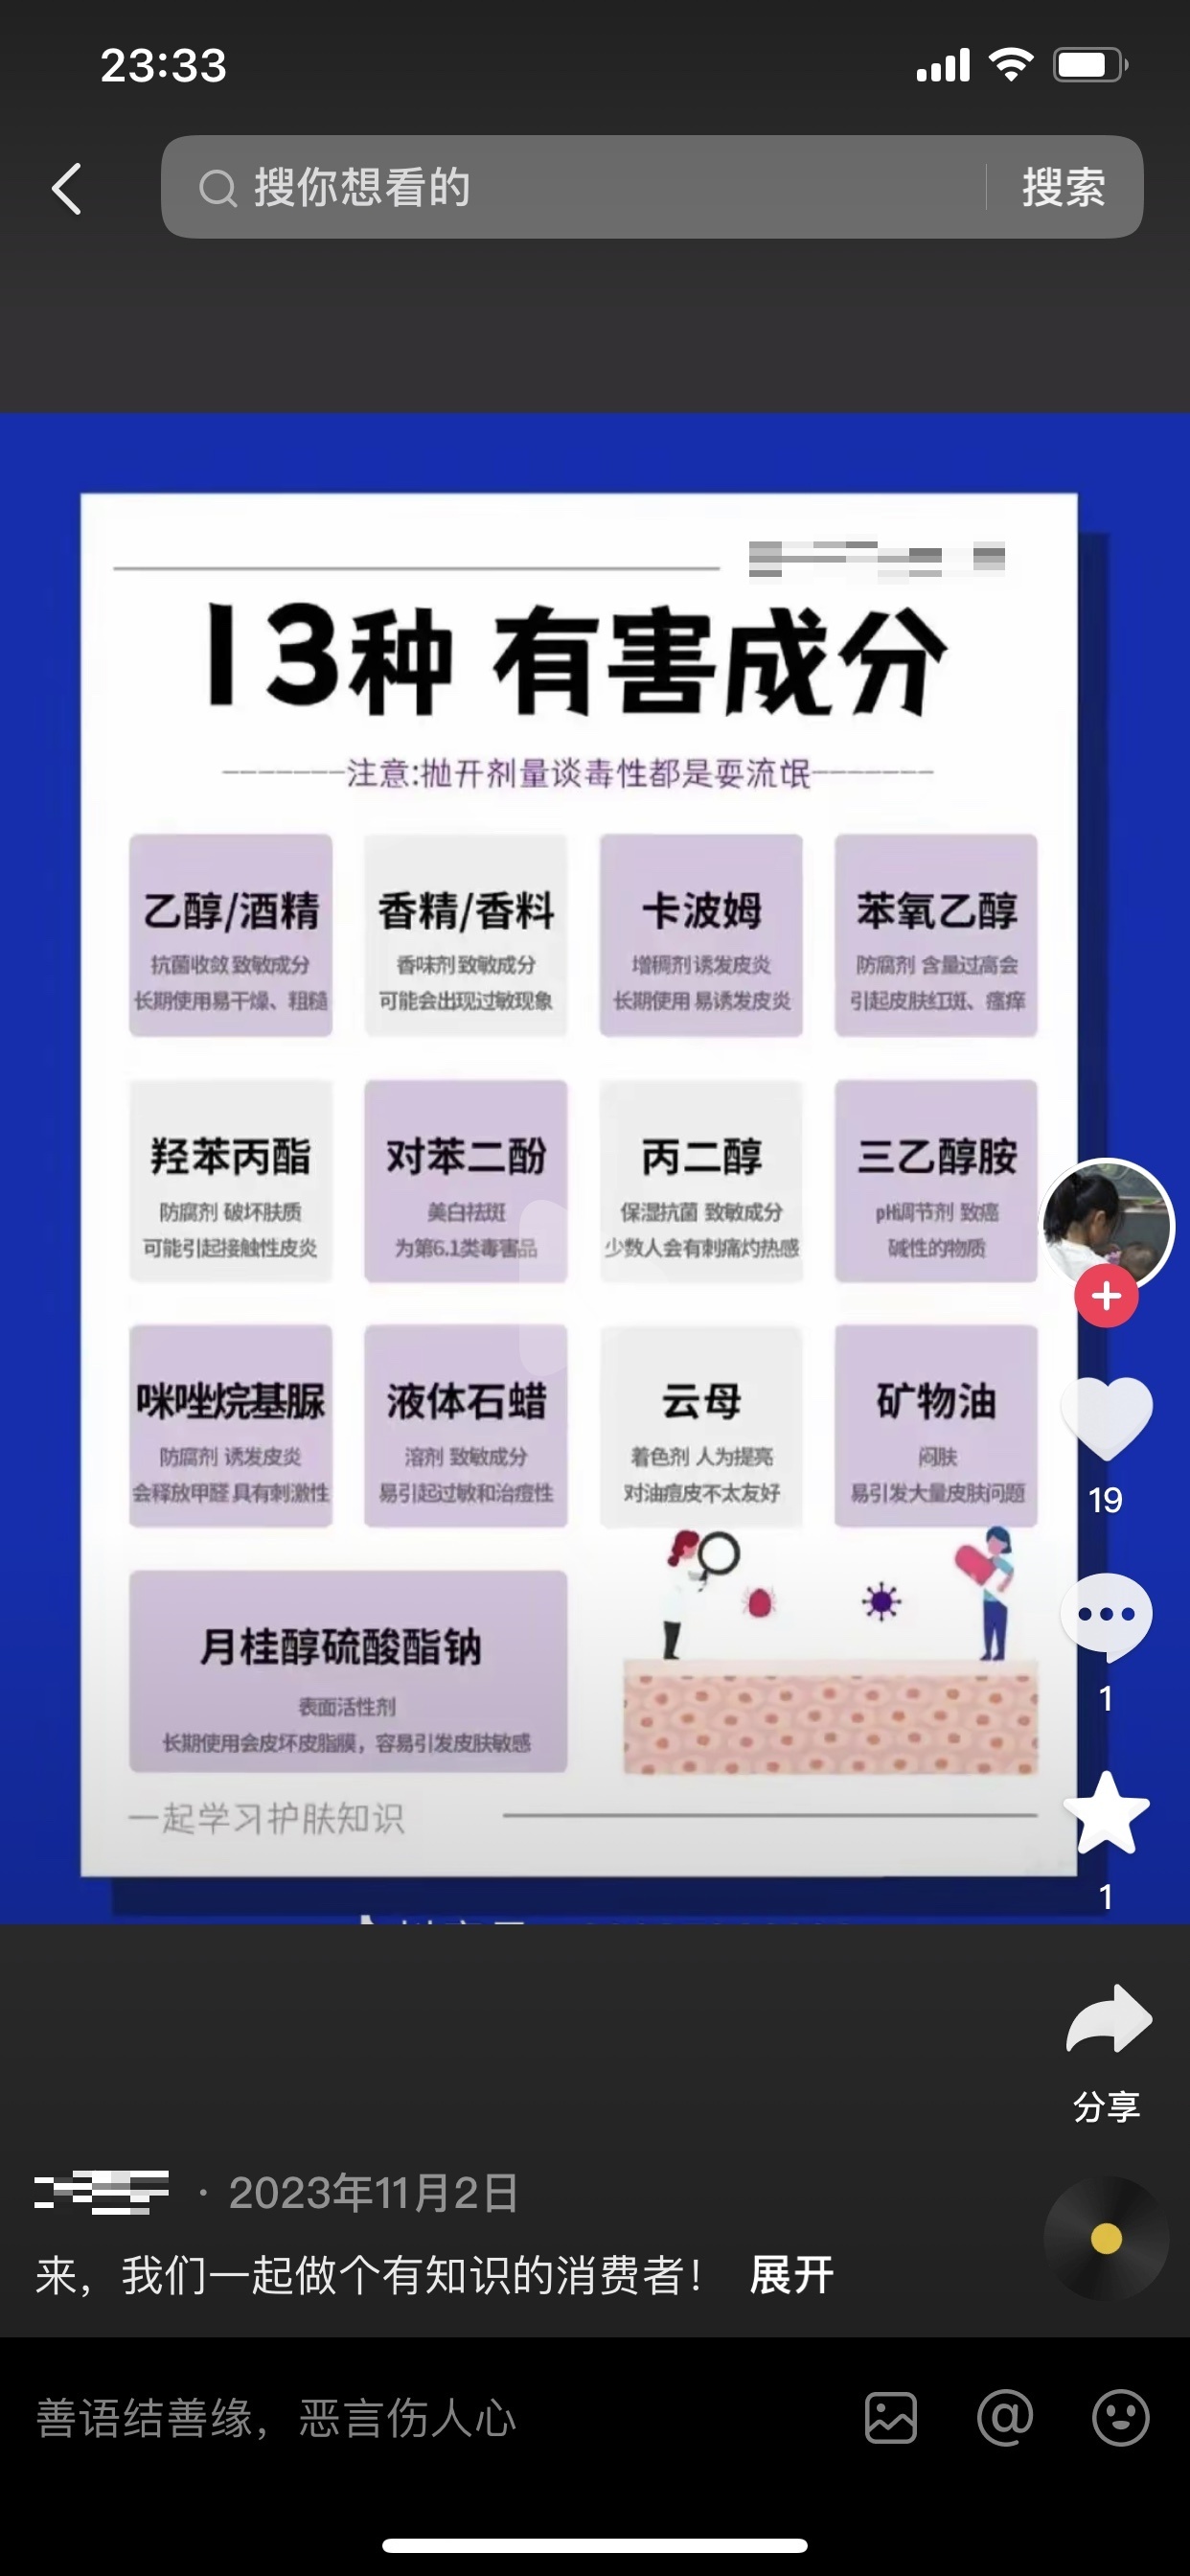 23:33
搜你想看的
搜索
13种 有害成分
-------注意:抛开剂量谈毒性都是耍流氓-------
乙醇/酒精
抗菌收敛 致敏成分
长期使用易干燥、粗糙
香精/香料
香味剂 致敏成分
可能会出现过敏现象
卡波姆
增稠剂 诱发皮炎
长期使用 易诱发皮炎
苯氧乙醇
防腐剂 含量过高会
引起皮肤红斑、瘙痒
羟苯丙酯
防腐剂 破坏肤质
可能引起接触性皮炎
对苯二酚
美白祛斑
为第6.1类毒害品
丙二醇
保湿抗菌 致敏成分
少数人会有刺痛灼热感
三乙醇胺
pH调节剂 致癌
碱性的物质
咪唑烷基脲
防腐剂 诱发皮炎
会释放甲醛 具有刺激性
液体石蜡
溶剂 致敏成分
易引起过敏和治痘性
云母
着色剂 人为提亮
对油痘皮不太友好
矿物油
闷肤
易引发大量皮肤问题
月桂醇硫酸酯钠
表面活性剂
长期使用会皮坏皮脂膜，容易引发皮肤敏感
一起学习护肤知识
19
1
1
分享
· 2023年11月2日
来，我们一起做个有知识的消费者！ 展开
善语结善缘，恶言伤人心